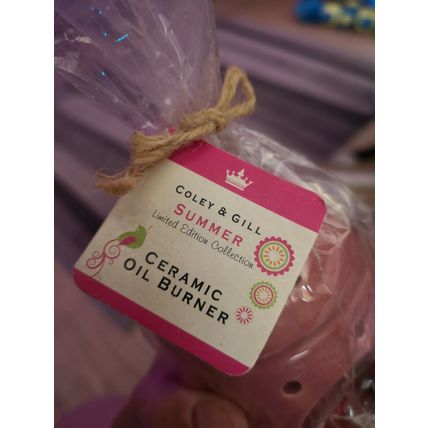 COLEY & GILL
SUMMER
Limited Edition Collection
CERAMIC
OIL BURNER